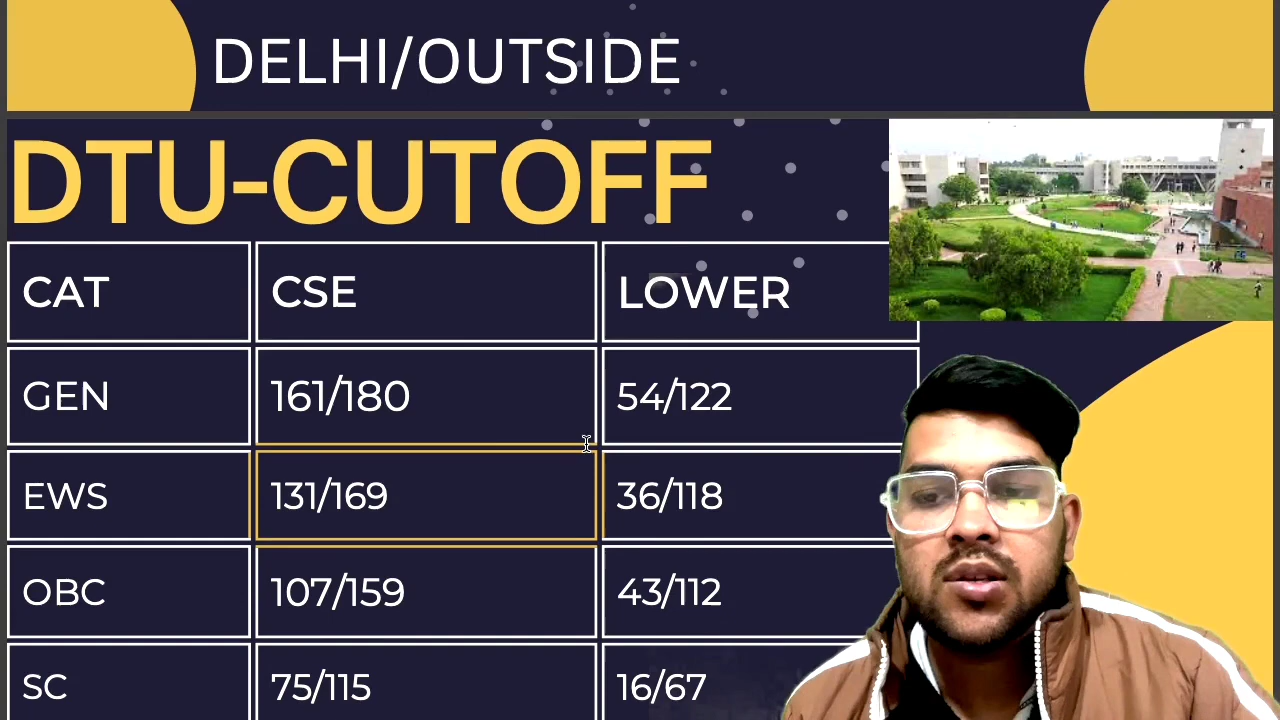 DELHI/OUTSIDE
DTU-CUTOFF
CAT CSE LOWER
GEN 161/180 54/122
EWS 131/169 36/118
OBC 107/159 43/112
SC 75/115 16/67